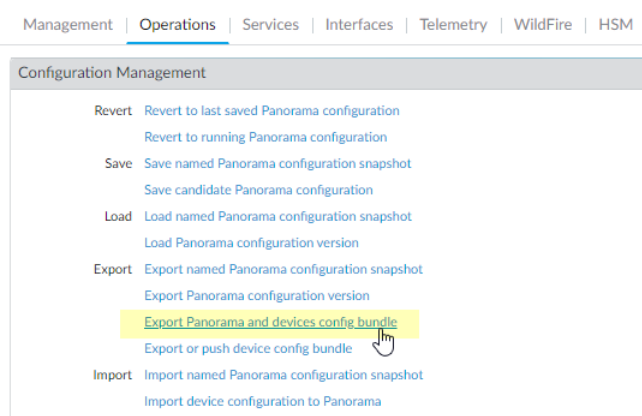 Management | Operations | Services | Interfaces | Telemetry | WildFire | HSM
Configuration Management
Revert Revert to last saved Panorama configuration
Revert to running Panorama configuration
Save Save named Panorama configuration snapshot
Save candidate Panorama configuration
Load Load named Panorama configuration snapshot
Load Panorama configuration version
Export Export named Panorama configuration snapshot
Export Panorama configuration version
Export Panorama and devices config bundle
Export or push device config bundle
Import Import named Panorama configuration snapshot
Import device configuration to Panorama